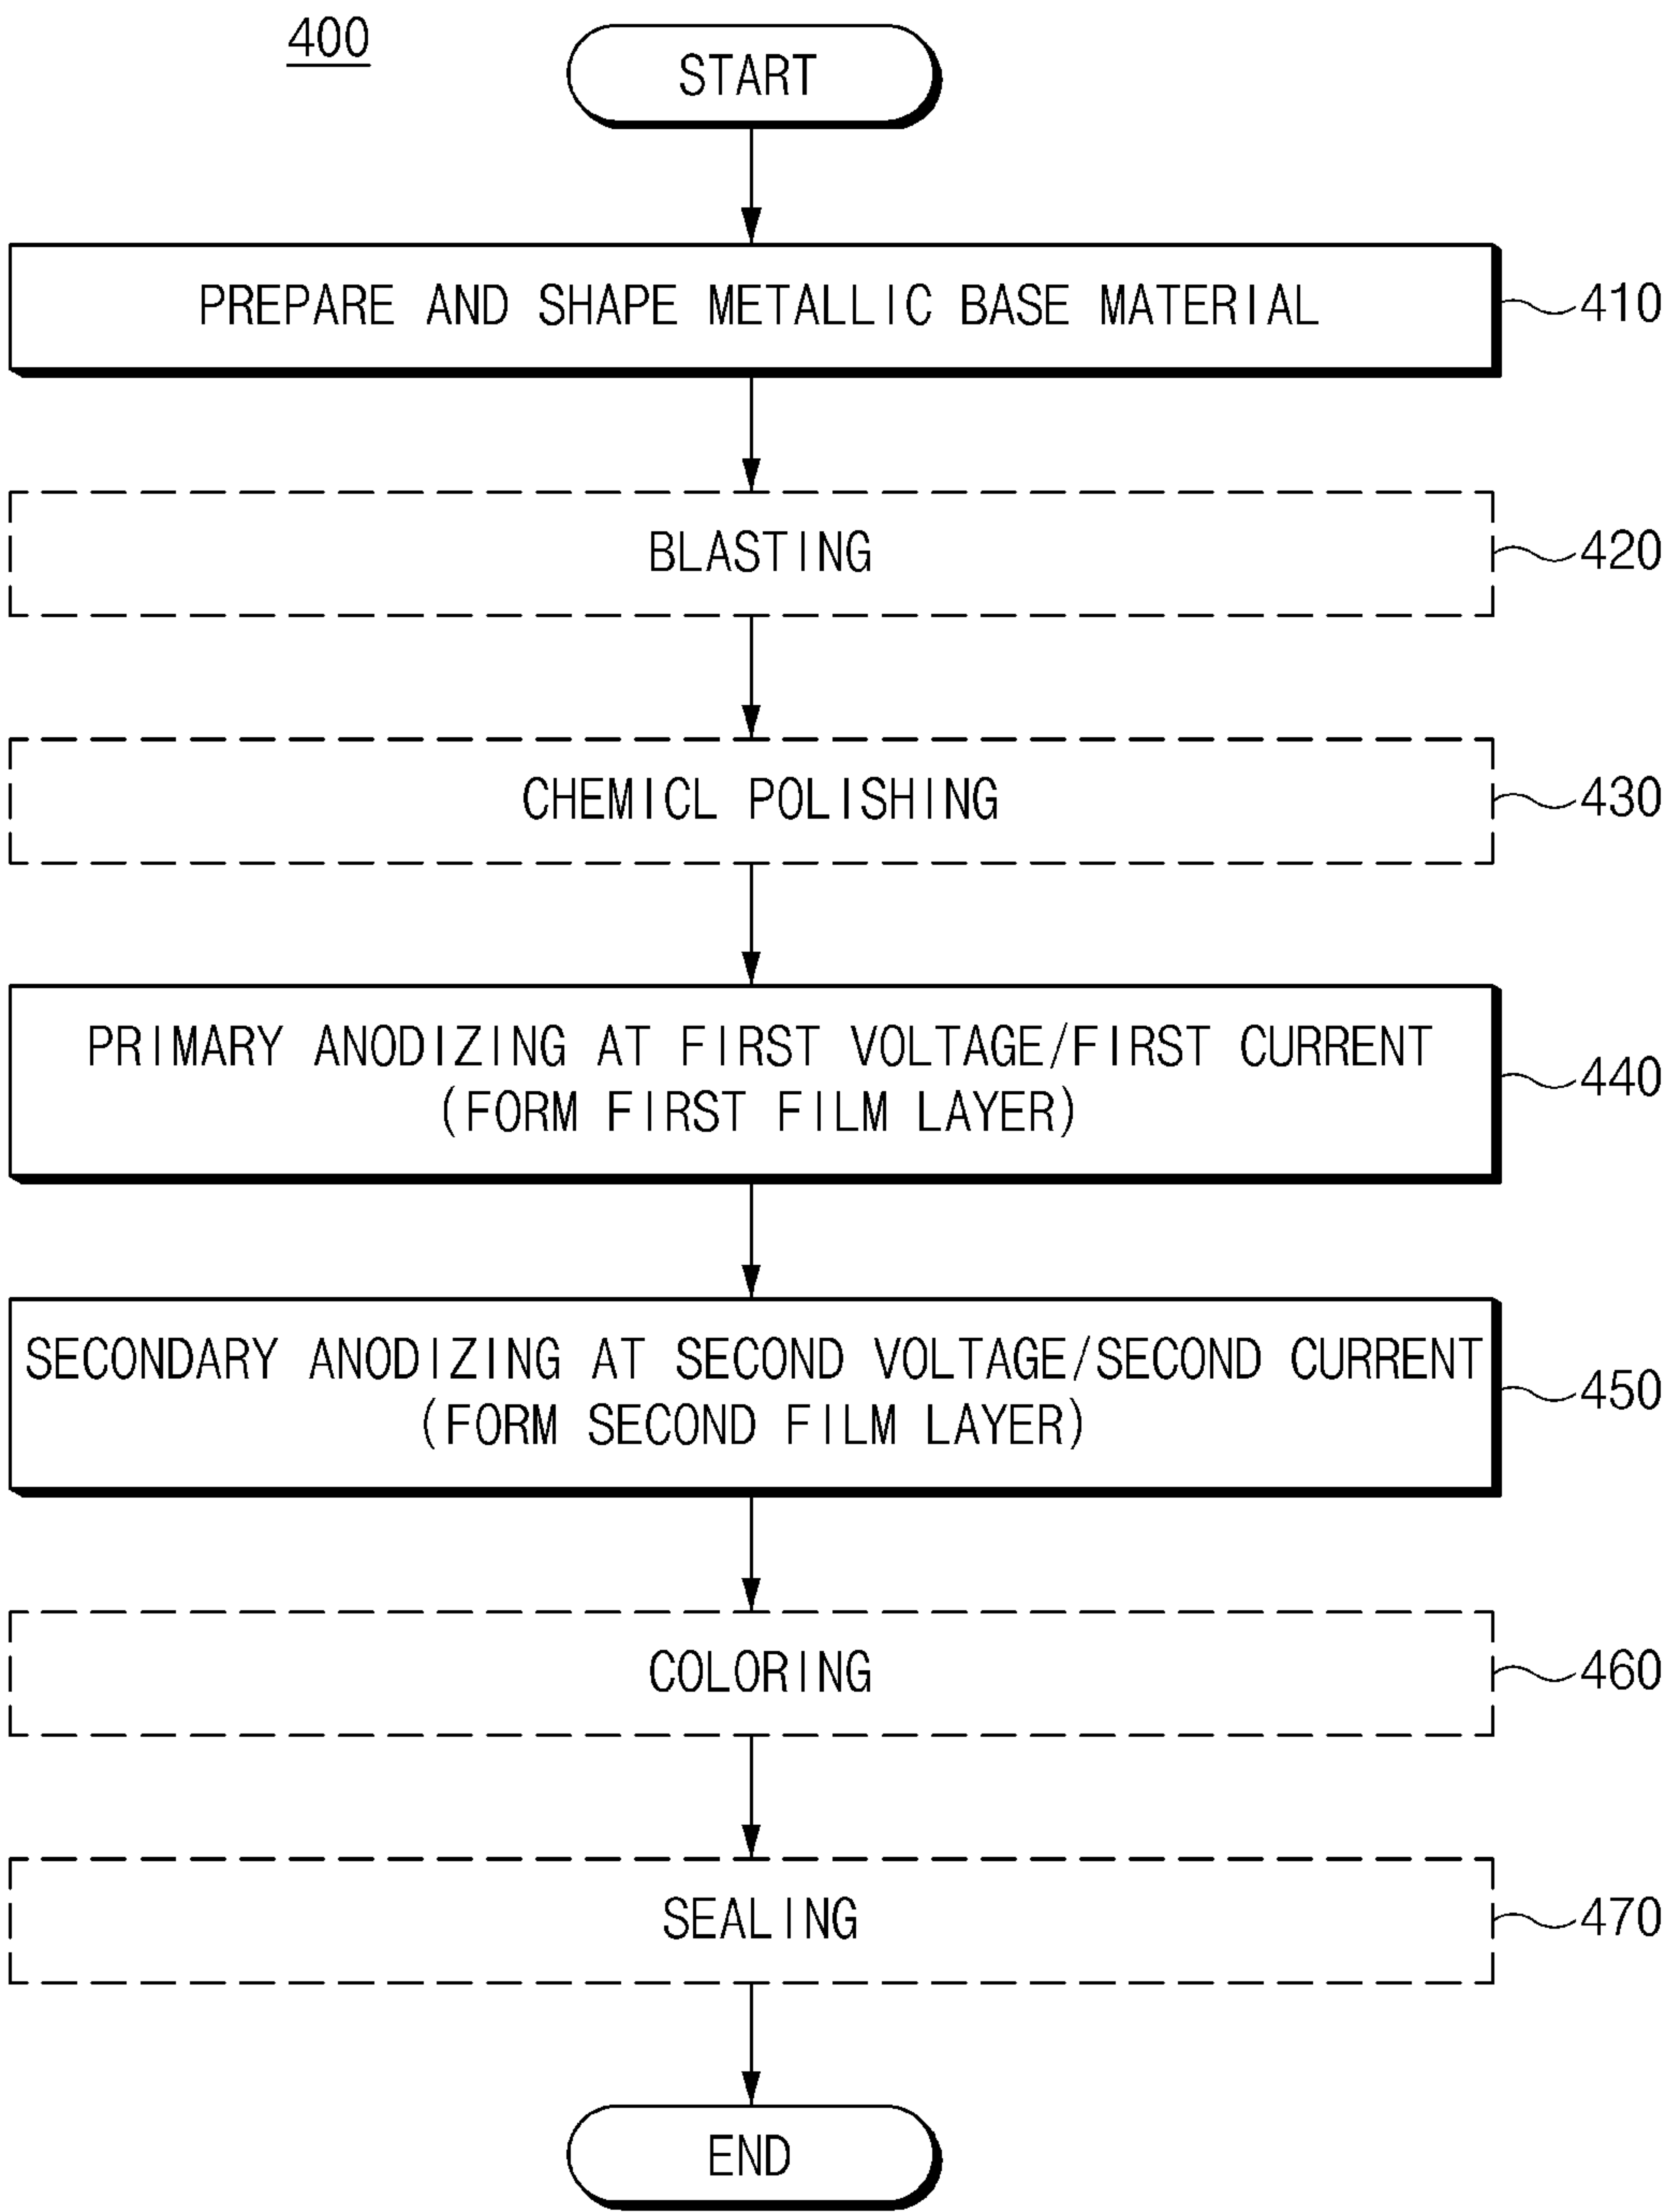 400
START
PREPARE AND SHAPE METALLIC BASE MATERIAL
410
BLASTING
420
CHEMICL POLISHING
430
PRIMARY ANODIZING AT FIRST VOLTAGE/FIRST CURRENT
(FORM FIRST FILM LAYER)
440
SECONDARY ANODIZING AT SECOND VOLTAGE/SECOND CURRENT
(FORM SECOND FILM LAYER)
450
COLORING
460
SEALING
470
END